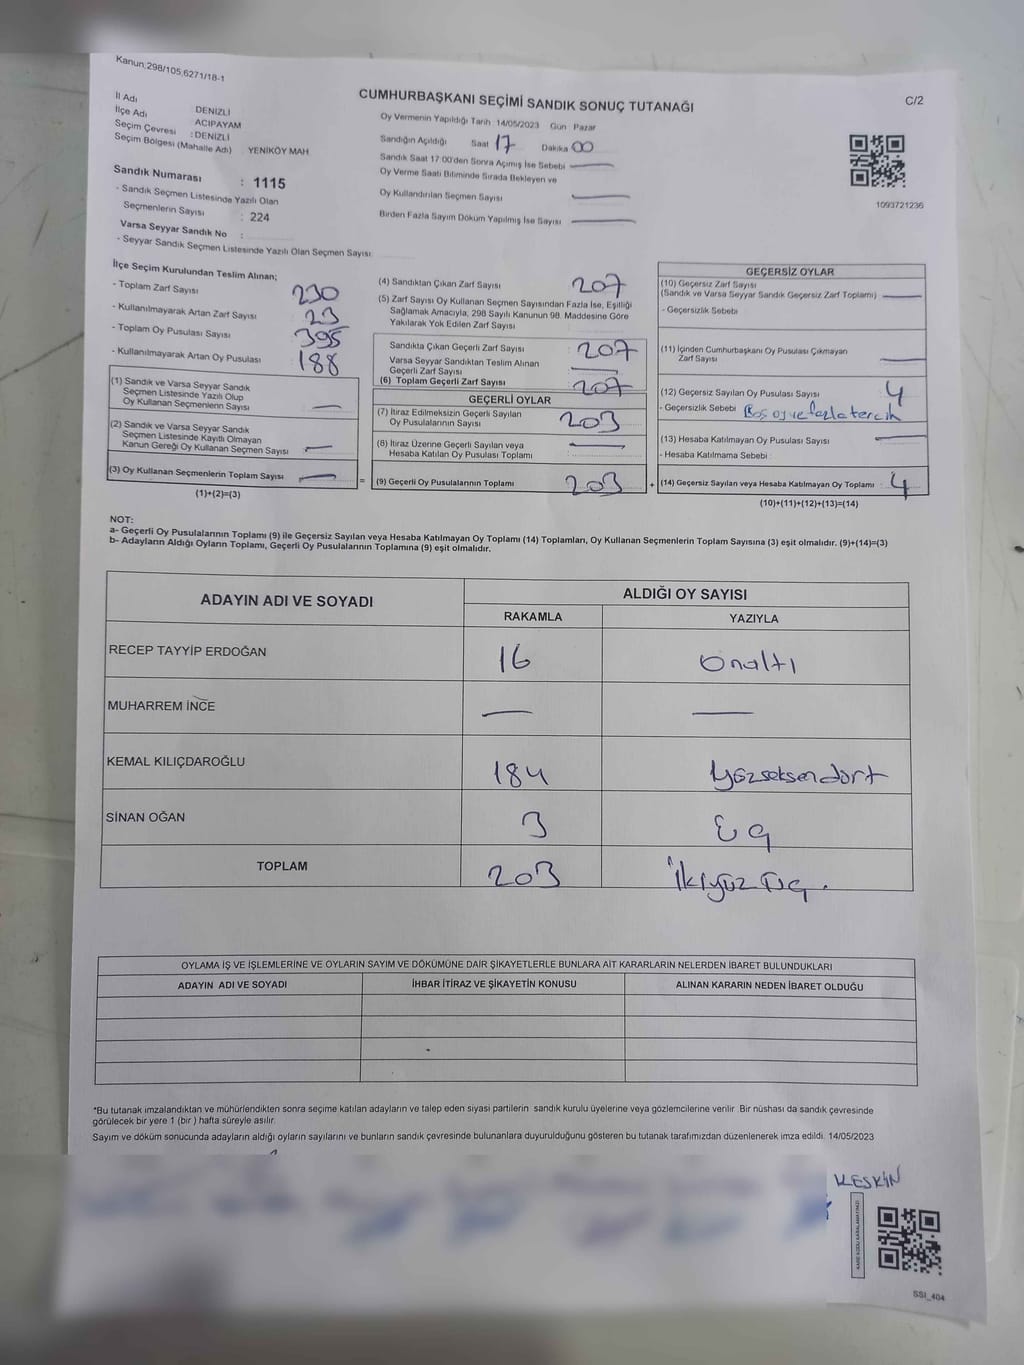 Kanun:298/105,6271/18-1
CUMHURBAŞKANI SEÇİMİ SANDIK SONUÇ TUTANAĞI
C/2
İl Adı : DENİZLİ
İlçe Adı ACIPAYAM
Seçim Çevresi : DENİZLİ
Seçim Bölgesi (Mahalle Adı) YENİKÖY MAH
Sandık Numarası : 1115
- Sandık Seçmen Listesinde Yazılı Olan
Seçmenlerin Sayısı : 224
Varsa Seyyar Sandık No :
- Seyyar Sandık Seçmen Listesinde Yazılı Olan Seçmen Sayısı:
Oy Vermenin Yapıldığı Tarih 14/05/2023 Gün Pazar
Sandığın Açıldığı Saat 17 Dakika 00
Sandık Saat 17:00'den Sonra Açılmış İse Sebebi
Oy Verme Saati Bitiminde Sırada Bekleyen ve
Oy Kullandırılan Seçmen Sayısı
Birden Fazla Sayım Döküm Yapılmış İse Sayısı
1093721236
İlçe Seçim Kurulundan Teslim Alınan;
- Toplam Zarf Sayısı 230
- Kullanılmayarak Artan Zarf Sayısı 23
- Toplam Oy Pusulası Sayısı 395
- Kullanılmayarak Artan Oy Pusulası 188
(1) Sandık ve Varsa Seyyar Sandık
Seçmen Listesinde Yazılı Olup
Oy Kullanan Seçmenlerin Sayısı —
(2) Sandık ve Varsa Seyyar Sandık
Seçmen Listesinde Kayıtlı Olmayan
Kanun Gereği Oy Kullanan Seçmen Sayısı —
(3) Oy Kullanan Seçmenlerin Toplam Sayısı — =
(1)+(2)=(3)
(4) Sandıktan Çıkan Zarf Sayısı 207
(5) Zarf Sayısı Oy Kullanan Seçmen Sayısından Fazla İse, Eşitliği
Sağlamak Amacıyla, 298 Sayılı Kanunun 98. Maddesine Göre
Yakılarak Yok Edilen Zarf Sayısı
Sandıkta Çıkan Geçerli Zarf Sayısı : 207
Varsa Seyyar Sandıktan Teslim Alınan
Geçerli Zarf Sayısı —
(6) Toplam Geçerli Zarf Sayısı : 207
GEÇERLİ OYLAR
(7) İtiraz Edilmeksizin Geçerli Sayılan
Oy Pusulalarının Sayısı 203
(8) İtiraz Üzerine Geçerli Sayılan veya
Hesaba Katılan Oy Pusulası Toplamı —
(9) Geçerli Oy Pusulalarının Toplamı 203 +
GEÇERSİZ OYLAR
(10) Geçersiz Zarf Sayısı
(Sandık ve Varsa Seyyar Sandık Geçersiz Zarf Toplamı) —
- Geçersizlik Sebebi
(11) İçinden Cumhurbaşkanı Oy Pusulası Çıkmayan
Zarf Sayısı —
(12) Geçersiz Sayılan Oy Pusulası Sayısı 4
- Geçersizlik Sebebi Boş oy ve fazla tercih
(13) Hesaba Katılmayan Oy Pusulası Sayısı —
- Hesaba Katılmama Sebebi
(14) Geçersiz Sayılan veya Hesaba Katılmayan Oy Toplamı 4
(10)+(11)+(12)+(13)=(14)
NOT:
a- Geçerli Oy Pusulalarının Toplamı (9) ile Geçersiz Sayılan veya Hesaba Katılmayan Oy Toplamı (14) Toplamları, Oy Kullanan Seçmenlerin Toplam Sayısına (3) eşit olmalıdır. (9)+(14)=(3)
b- Adayların Aldığı Oyların Toplamı, Geçerli Oy Pusulalarının Toplamına (9) eşit olmalıdır.
ADAYIN ADI VE SOYADI ALDIĞI OY SAYISI
RAKAMLA YAZIYLA
RECEP TAYYİP ERDOĞAN 16 Onaltı
MUHARREM İNCE — —
KEMAL KILIÇDAROĞLU 184 Yüzseksendört
SİNAN OĞAN 3 Üç
TOPLAM 203 İkiyüz üç.
OYLAMA İŞ VE İŞLEMLERİNE VE OYLARIN SAYIM VE DÖKÜMÜNE DAİR ŞİKAYETLERLE BUNLARA AİT KARARLARIN NELERDEN İBARET BULUNDUKLARI
ADAYIN ADI VE SOYADI İHBAR İTİRAZ VE ŞİKAYETİN KONUSU ALINAN KARARIN NEDEN İBARET OLDUĞU
*Bu tutanak imzalandıktan ve mühürlendikten sonra seçime katılan adayların ve talep eden siyasi partilerin sandık kurulu üyelerine veya gözlemcilerine verilir. Bir nüshası da sandık çevresinde
görülecek bir yere 1 (bir ) hafta süreyle asılır.
Sayım ve döküm sonucunda adayların aldığı oyların sayılarını ve bunların sandık çevresinde bulunanlara duyurulduğunu gösteren bu tutanak tarafımızdan düzenlenerek imza edildi. 14/05/2023
KESKİN
SSI_404